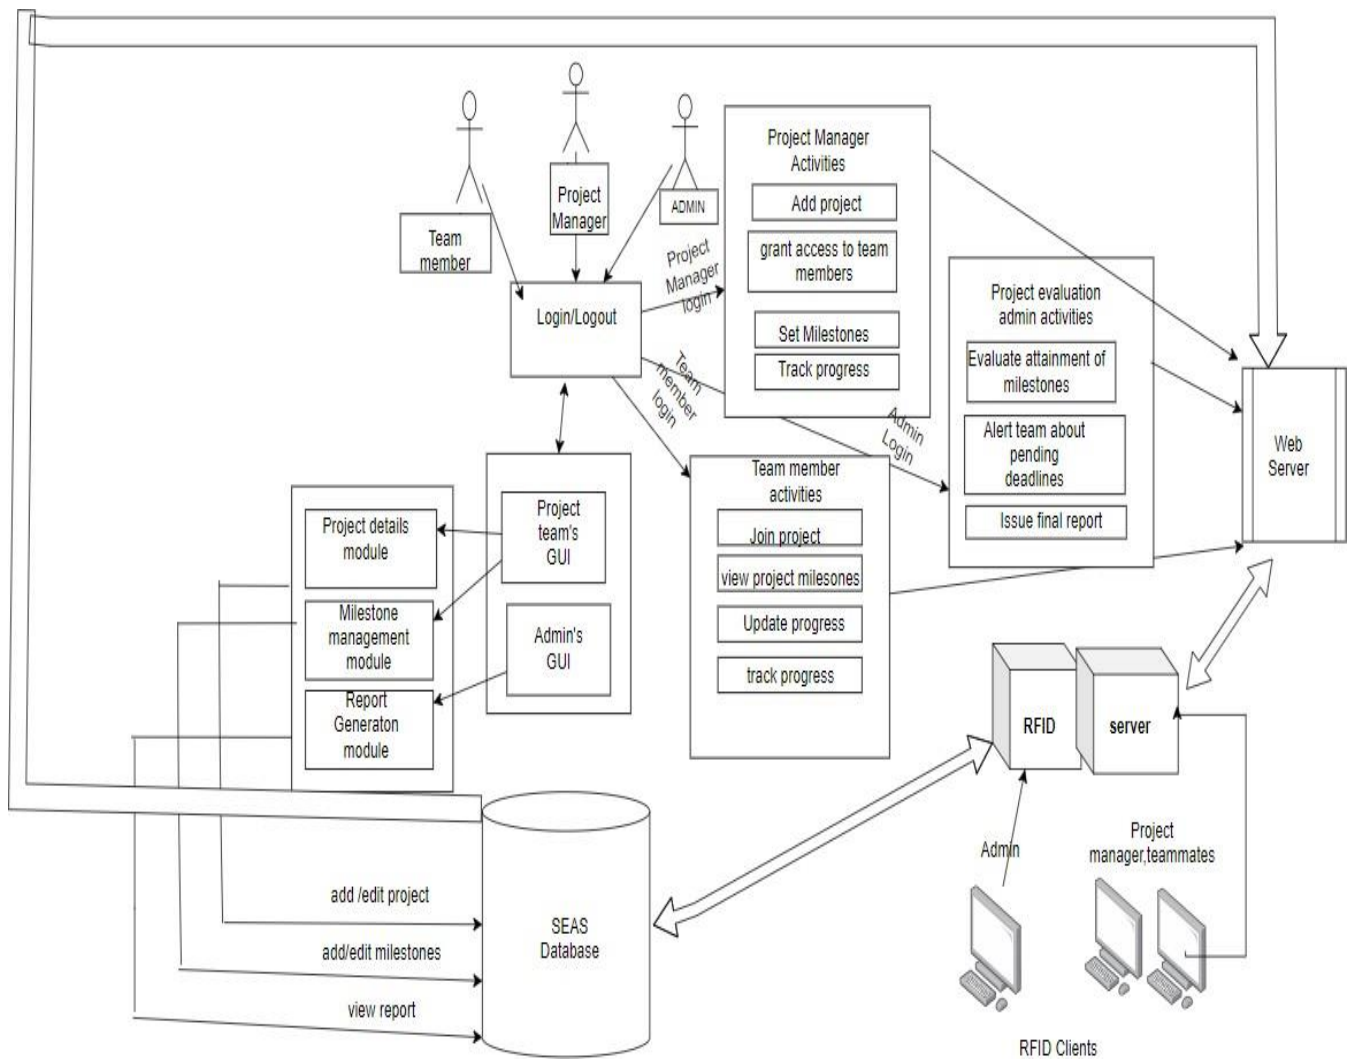 Team
member
Project
Manager
ADMIN
Login/Logout
Project
Manager
login
Team
member
login
Admin
Login
Project Manager
Activities
Add project
grant access to team
members
Set Milestones
Track progress
Project evaluation
admin activities
Evaluate attainment of
milestones
Alert team about
pending
deadlines
Issue final report
Web
Server
Team member
activities
Join project
view project milesones
Update progress
track progress
Project
team's
GUI
Admin's
GUI
Project details
module
Milestone
management
module
Report
Generaton
module
RFID
server
Admin
Project
manager,teammates
RFID Clients
SEAS
Database
add /edit project
add/edit milestones
view report